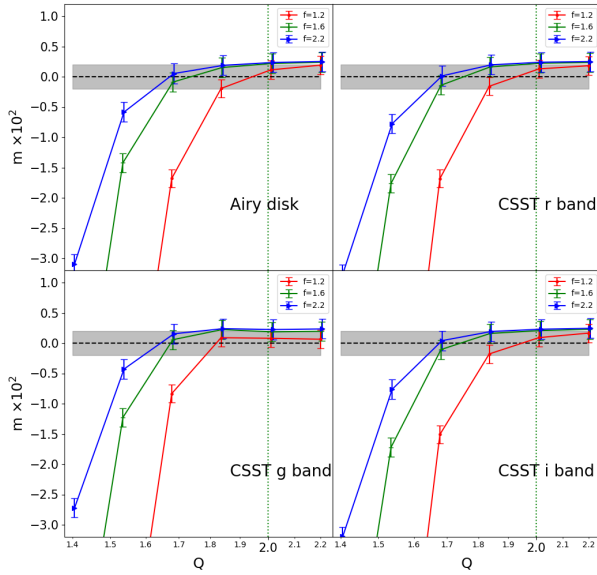 f=1.2
f=1.6
f=2.2
1.0
0.5
0.0
−0.5
−1.0
−1.5
−2.0
−2.5
−3.0
m ×10²
Airy disk
f=1.2
f=1.6
f=2.2
CSST r band
f=1.2
f=1.6
f=2.2
1.0
0.5
0.0
−0.5
−1.0
−1.5
−2.0
−2.5
−3.0
m ×10²
CSST g band
1.4 1.5 1.6 1.7 1.8 1.9 2.0 2.1 2.2
Q
f=1.2
f=1.6
f=2.2
CSST i band
1.4 1.5 1.6 1.7 1.8 1.9 2.0 2.1 2.2
Q